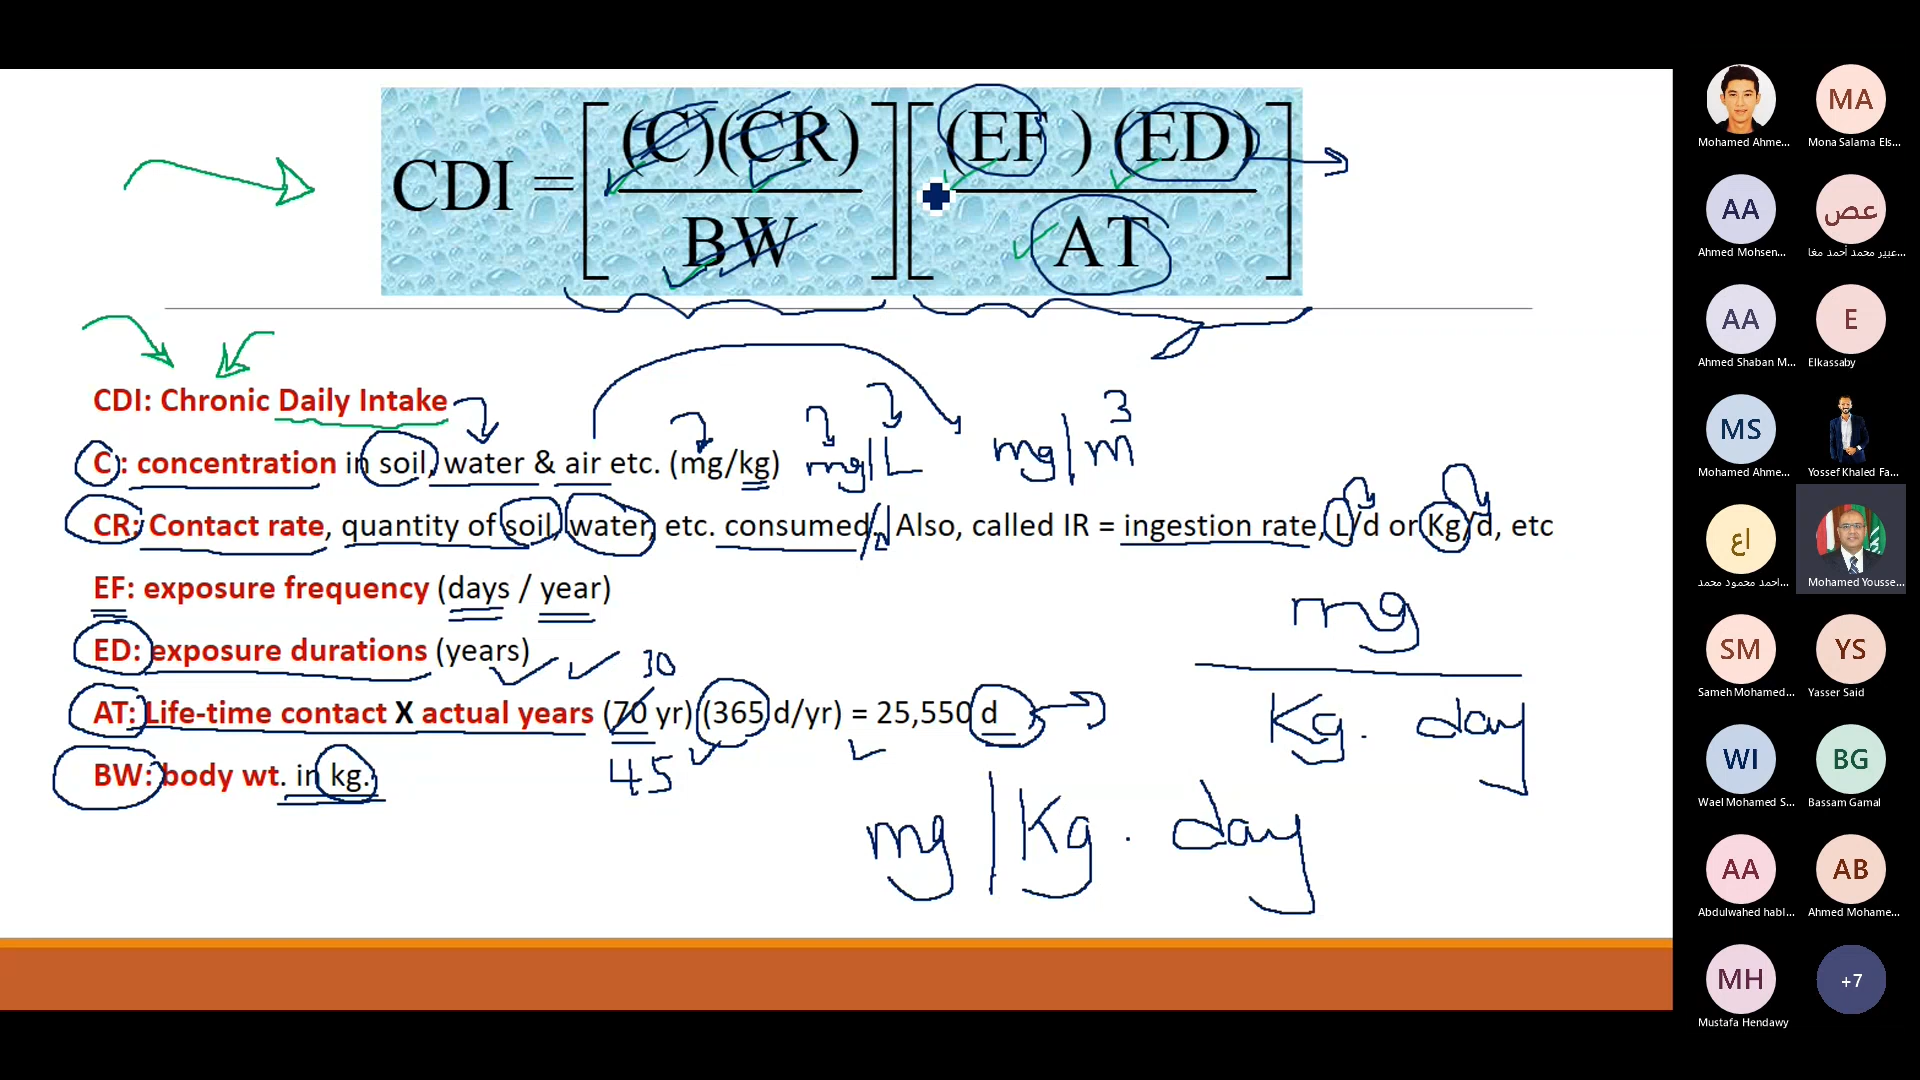 CDI = [ (C)(CR) / BW ] [ (EF ) (ED) / AT ]
CDI: Chronic Daily Intake
C : concentration in soil, water & air etc. (mg/kg) mg/L mg/m3
CR: Contact rate, quantity of soil, water, etc. consumed/d Also, called IR = ingestion rate, L/d or Kg/d, etc
EF: exposure frequency (days / year)
ED: exposure durations (years)
30
AT: Life-time contact X actual years (70 yr) (365 d/yr) = 25,550 d
45
BW: body wt. in kg.
mg
Kg . day
mg/Kg . day
Mohamed Ahme...
MA
Mona Salama Els...
AA
Ahmed Mohsen...
عص
عبير محمد أحمد مغا...
AA
Ahmed Shaban M...
E
Elkassaby
MS
Mohamed Ahme...
Yossef Khaled Fa...
اع
احمد محمود محمد...
Mohamed Yousse...
SM
Sameh Mohamed...
YS
Yasser Said
WI
Wael Mohamed S...
BG
Bassam Gamal
AA
Abdulwahed habl...
AB
Ahmed Mohame...
MH
Mustafa Hendawy
+7